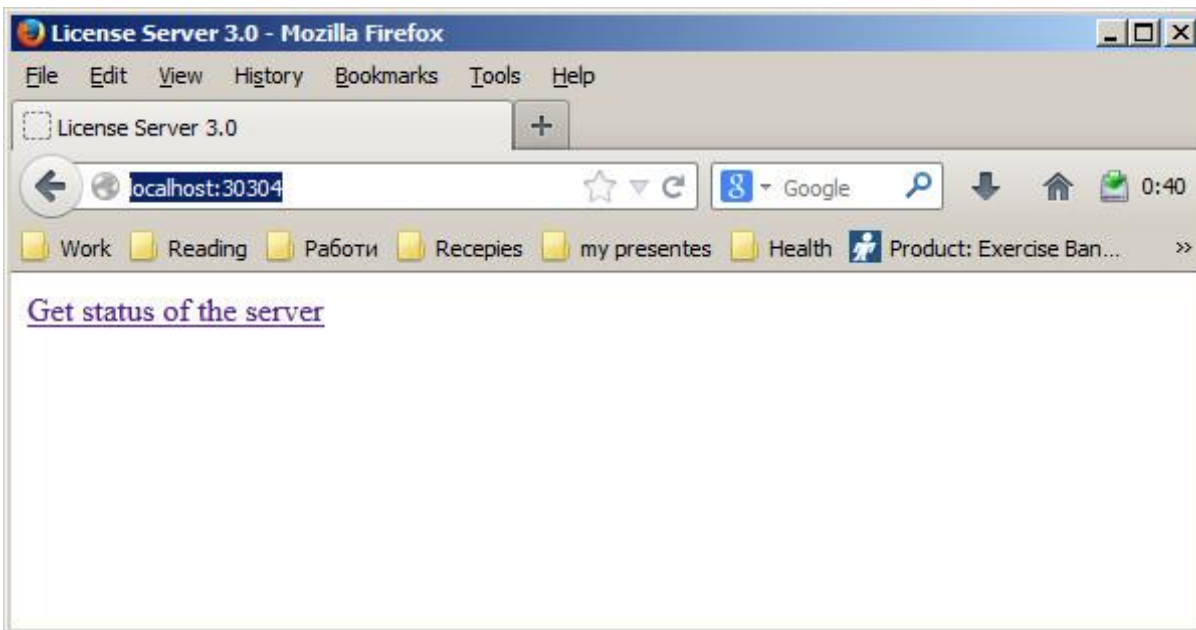 License Server 3.0 - Mozilla Firefox
File Edit View History Bookmarks Tools Help
License Server 3.0 +
localhost:30304 8 Google 0:40
Work Reading Работи Recepies my presentes Health Product: Exercise Ban... »
Get status of the server